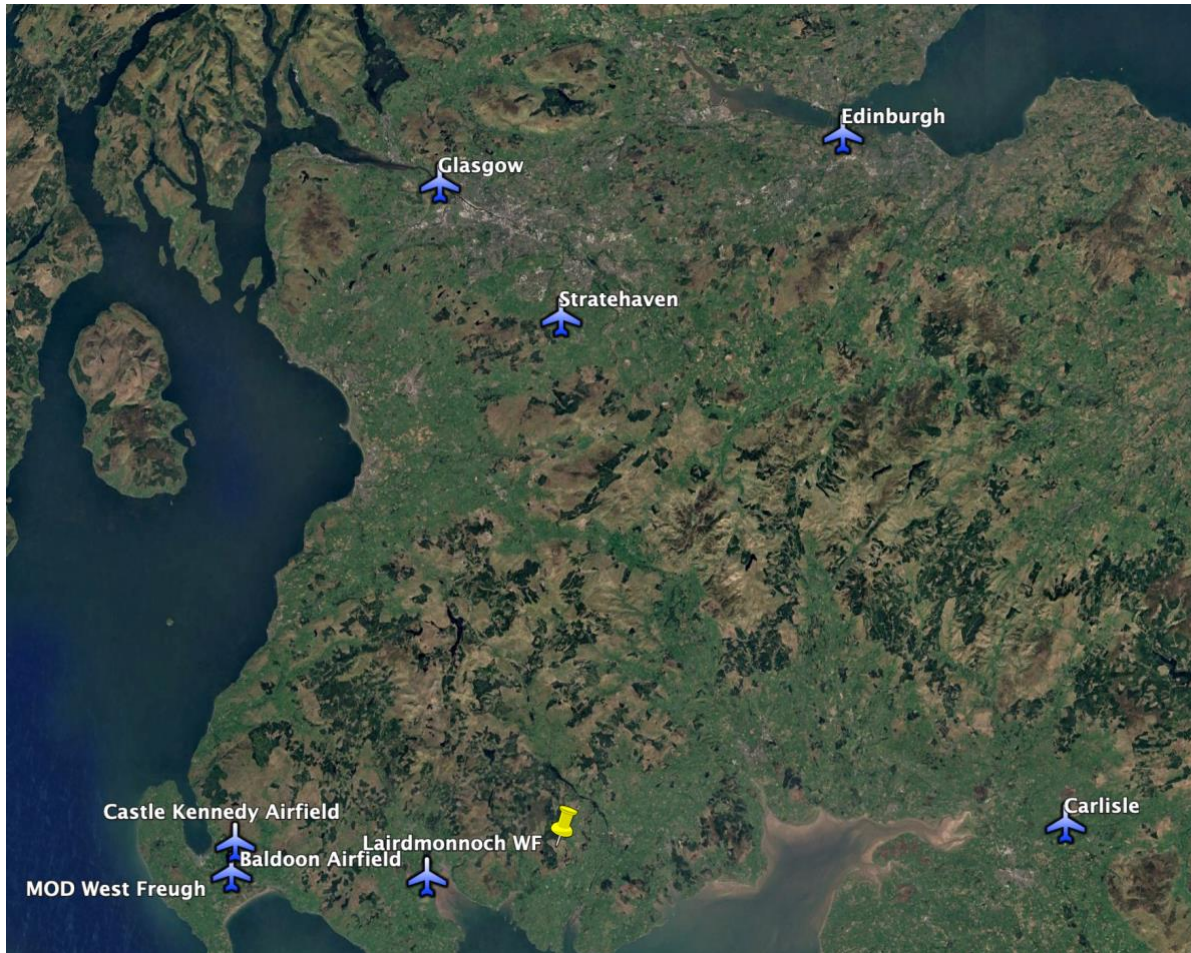 Edinburgh
Glasgow
Stratehaven
Castle Kennedy Airfield
Carlisle
Lairdmonnoch WF
Baldoon Airfield
MOD West Freugh